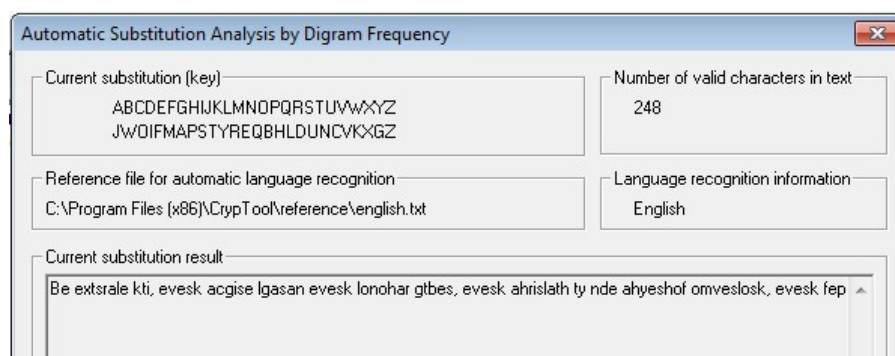 Automatic Substitution Analysis by Digram Frequency
Current substitution (key)
ABCDEFGHIJKLMNOPQRSTUVWXYZ
JWOIFMAPSTYREQBHLDUNCVKXGZ
Number of valid characters in text
248
Reference file for automatic language recognition
C:\Program Files (x86)\CrypTool\reference\english.txt
Language recognition information
English
Current substitution result
Be extsrale kti, evesk acgise lgasan evesk lonohar gtbes, evesk ahrislath ty nde ahyeshof omveslosk, evesk fep